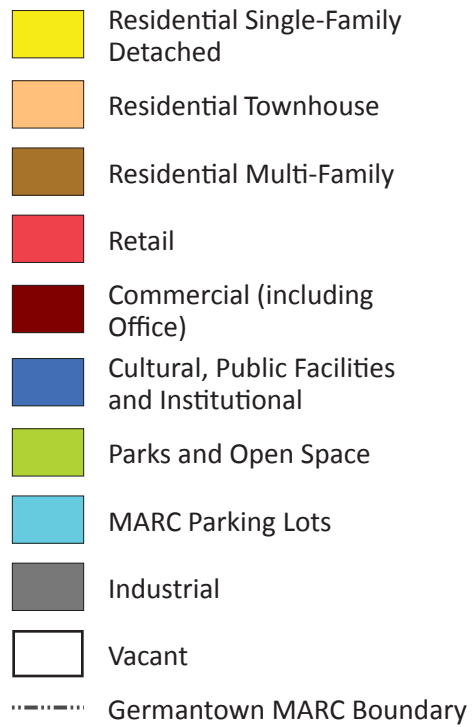 Residential Single-Family
Detached
Residential Townhouse
Residential Multi-Family
Retail
Commercial (including
Office)
Cultural, Public Facilities
and Institutional
Parks and Open Space
MARC Parking Lots
Industrial
Vacant
Germantown MARC Boundary